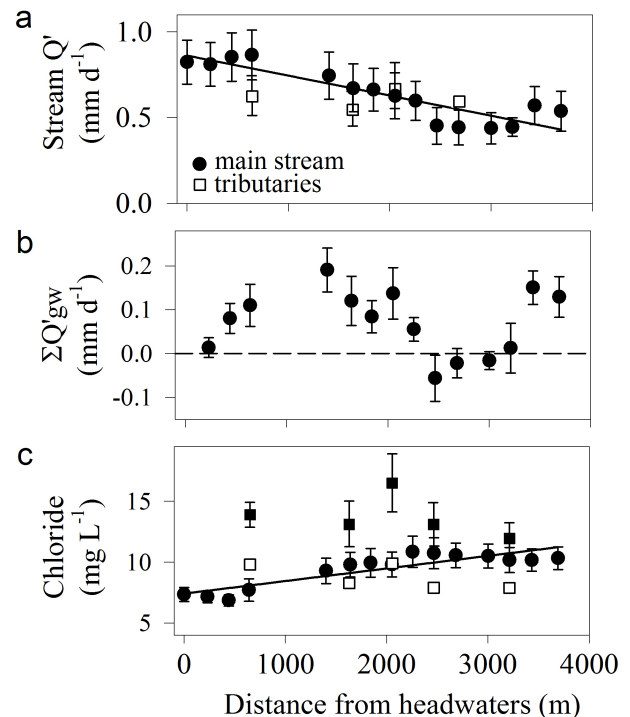 a
Stream Q'
(mm d⁻¹)
1.0
0.5
0.0
main stream
tributaries
b
ΣQ'gw
(mm d⁻¹)
0.2
0.1
0.0
-0.1
c
Chloride
(mg L⁻¹)
15
10
5
0 1000 2000 3000 4000
Distance from headwaters (m)